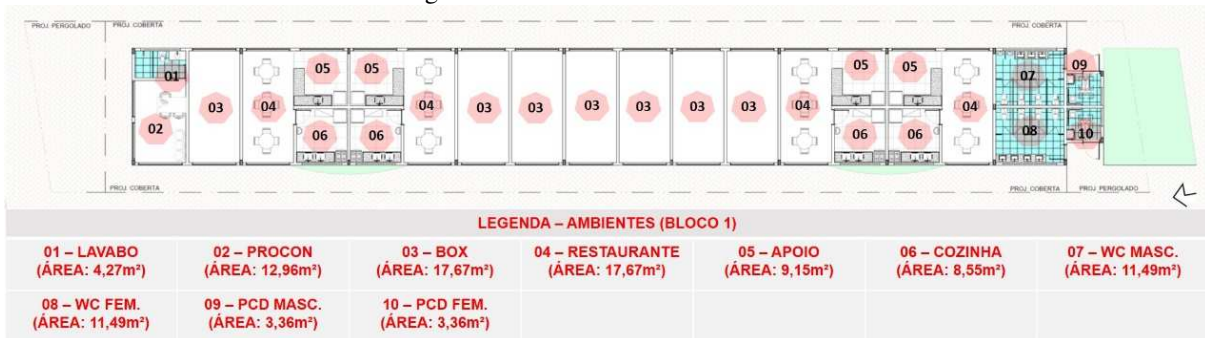 PROJ. PERGOLADO PROJ. COBERTA PROJ. COBERTA
01 05 05 05 05 07 09
02 03 04 04 03 03 03 03 03 03 04 04
06 06 06 06 08 10
PROJ. COBERTA PROJ. COBERTA PROJ. PERGOLADO
LEGENDA – AMBIENTES (BLOCO 1)
01 – LAVABO 02 – PROCON 03 – BOX 04 – RESTAURANTE 05 – APOIO 06 – COZINHA 07 – WC MASC.
(ÁREA: 4,27m²) (ÁREA: 12,96m²) (ÁREA: 17,67m²) (ÁREA: 17,67m²) (ÁREA: 9,15m²) (ÁREA: 8,55m²) (ÁREA: 11,49m²)
08 – WC FEM. 09 – PCD MASC. 10 – PCD FEM.
(ÁREA: 11,49m²) (ÁREA: 3,36m²) (ÁREA: 3,36m²)